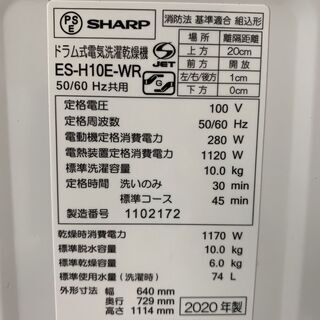 PS
E
SHARP
ドラム式電気洗濯乾燥機
ES-H10E-WR
50/60 Hz共用
S
JET
G
消防法 基準適合 組込形
場所 離隔距離
上方 20cm
前方 開放
左/右/後方 1cm
下方 0cm
定格電圧 100 V
定格周波数 50/60 Hz
電動機定格消費電力 280 W
電熱装置定格消費電力 1120 W
標準洗濯容量 10.0 kg
定格時間 洗いのみ 30 min
標準コース 45 min
製造番号 1102172
乾燥時消費電力 1170 W
標準脱水容量 10.0 kg
標準乾燥容量 6.0 kg
標準使用水量(洗濯時) 74 L
外形寸法 幅 640 mm
奥行 729 mm
高さ 1114 mm
2020年製